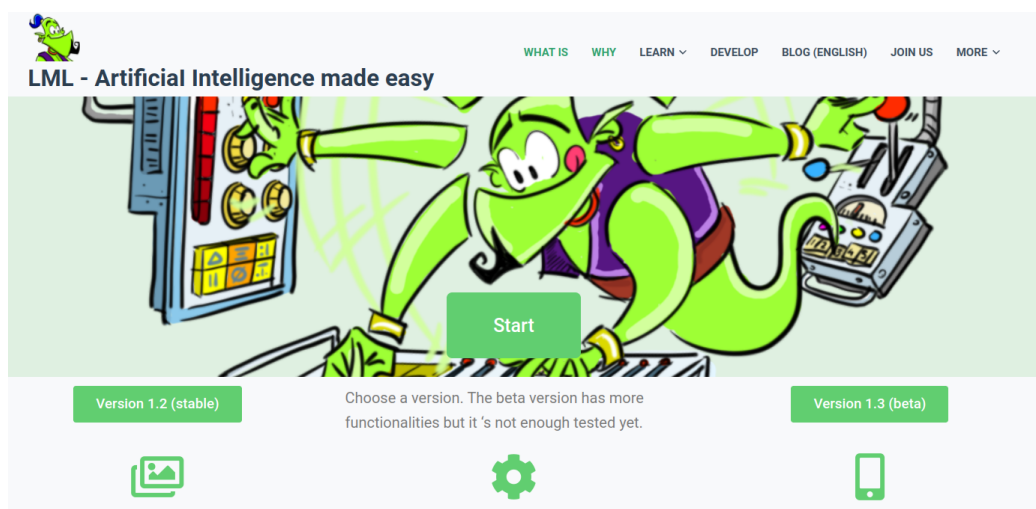 WHAT IS WHY LEARN DEVELOP BLOG (ENGLISH) JOIN US MORE
LML - Artificial Intelligence made easy
Start
Version 1.2 (stable)
Choose a version. The beta version has more
functionalities but it ‘s not enough tested yet.
Version 1.3 (beta)